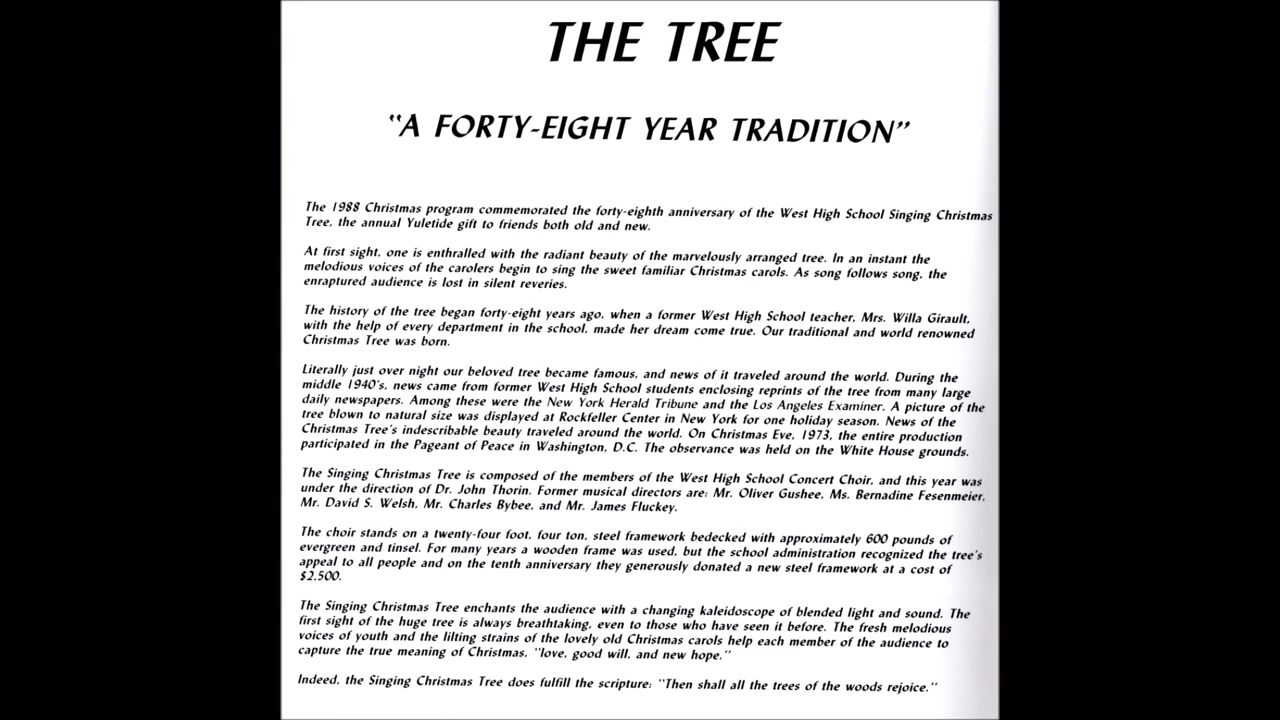 THE TREE
"A FORTY-EIGHT YEAR TRADITION"
The 1988 Christmas program commemorated the forty-eighth anniversary of the West High School Singing Christmas
Tree, the annual Yuletide gift to friends both old and new.
At first sight, one is enthralled with the radiant beauty of the marvelously arranged tree. In an instant the
melodious voices of the carolers begin to sing the sweet familiar Christmas carols. As song follows song, the
enraptured audience is lost in silent reveries.
The history of the tree began forty-eight years ago, when a former West High School teacher, Mrs. Willa Girault,
with the help of every department in the school, made her dream come true. Our traditional and world renowned
Christmas Tree was born.
Literally just over night our beloved tree became famous, and news of it traveled around the world. During the
middle 1940's, news came from former West High School students enclosing reprints of the tree from many large
daily newspapers. Among these were the New York Herald Tribune and the Los Angeles Examiner. A picture of the
tree blown to natural size was displayed at Rockfeller Center in New York for one holiday season. News of the
Christmas Tree's indescribable beauty traveled around the world. On Christmas Eve, 1973, the entire production
participated in the Pageant of Peace in Washington, D.C. The observance was held on the White House grounds.
The Singing Christmas Tree is composed of the members of the West High School Concert Choir, and this year was
under the direction of Dr. John Thorin. Former musical directors are: Mr. Oliver Gushee, Ms. Bernadine Fesenmeier,
Mr. David S. Welsh, Mr. Charles Bybee, and Mr. James Fluckey.
The choir stands on a twenty-four foot, four ton, steel framework bedecked with approximately 600 pounds of
evergreen and tinsel. For many years a wooden frame was used, but the school administration recognized the tree's
appeal to all people and on the tenth anniversary they generously donated a new steel framework at a cost of
$2,500.
The Singing Christmas Tree enchants the audience with a changing kaleidoscope of blended light and sound. The
first sight of the huge tree is always breathtaking, even to those who have seen it before. The fresh melodious
voices of youth and the lilting strains of the lovely old Christmas carols help each member of the audience to
capture the true meaning of Christmas, "love, good will, and new hope."
Indeed, the Singing Christmas Tree does fulfill the scripture: "Then shall all the trees of the woods rejoice."